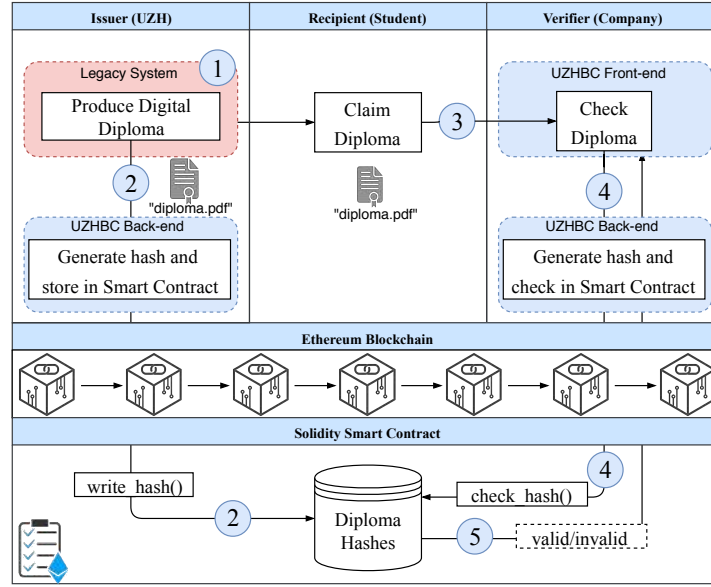 Issuer (UZH)
Recipient (Student)
Verifier (Company)
Legacy System
1
Produce Digital
Diploma
2
"diploma.pdf"
UZHBC Back-end
Generate hash and
store in Smart Contract
Claim
Diploma
"diploma.pdf"
3
UZHBC Front-end
Check
Diploma
4
UZHBC Back-end
Generate hash and
check in Smart Contract
Ethereum Blockchain
Solidity Smart Contract
write_hash()
2
Diploma
Hashes
4
check_hash()
5
valid/invalid